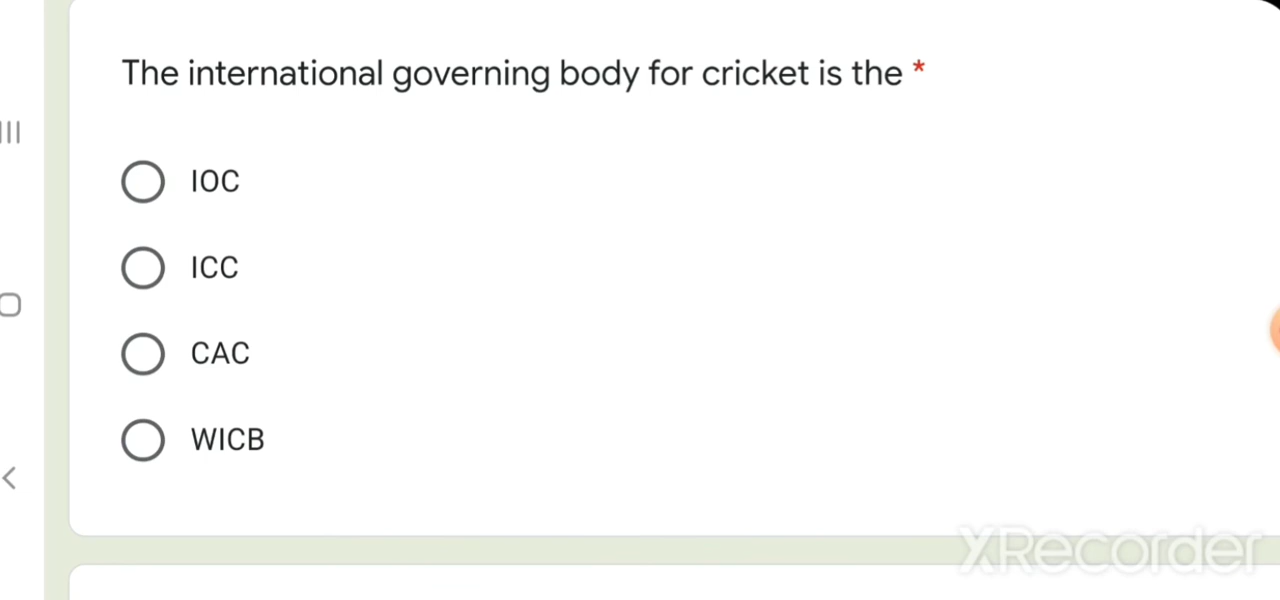 The international governing body for cricket is the *
IOC
ICC
CAC
WICB
XRecorder